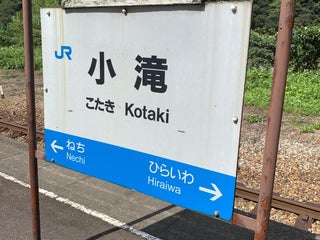 JR
小滝
こたき Kotaki
← ねち
Nechi
ひらいわ →
Hiraiwa